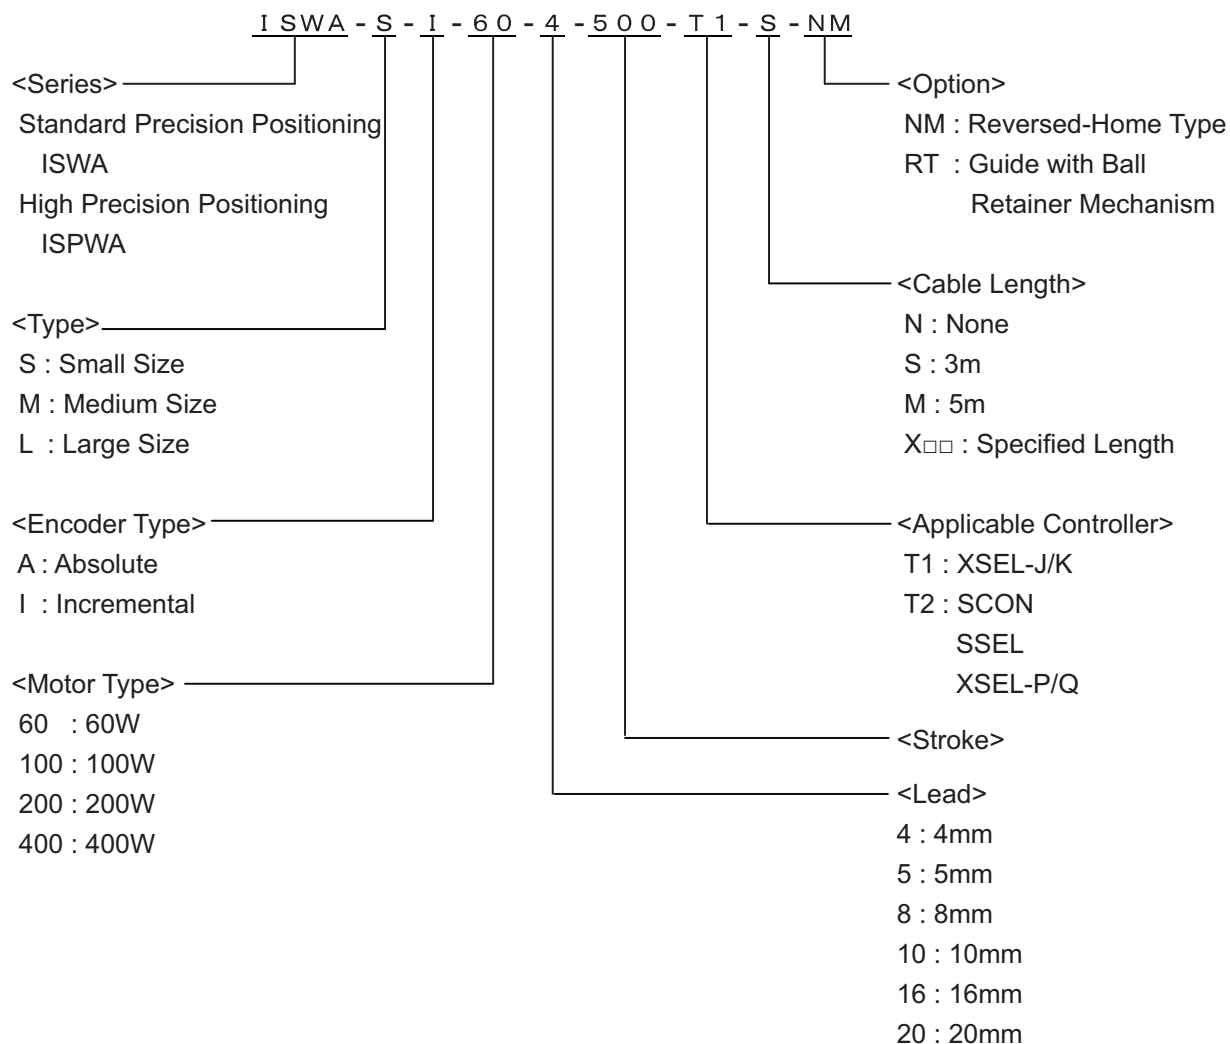 ISWA-S-I-60-4-500-T1-S-NM
<Series>
Standard Precision Positioning
ISWA
High Precision Positioning
ISPWA
<Type>
S : Small Size
M : Medium Size
L : Large Size
<Encoder Type>
A : Absolute
I : Incremental
<Motor Type>
60 : 60W
100 : 100W
200 : 200W
400 : 400W
<Option>
NM : Reversed-Home Type
RT : Guide with Ball
Retainer Mechanism
<Cable Length>
N : None
S : 3m
M : 5m
X□□ : Specified Length
<Applicable Controller>
T1 : XSEL-J/K
T2 : SCON
SSEL
XSEL-P/Q
<Stroke>
<Lead>
4 : 4mm
5 : 5mm
8 : 8mm
10 : 10mm
16 : 16mm
20 : 20mm